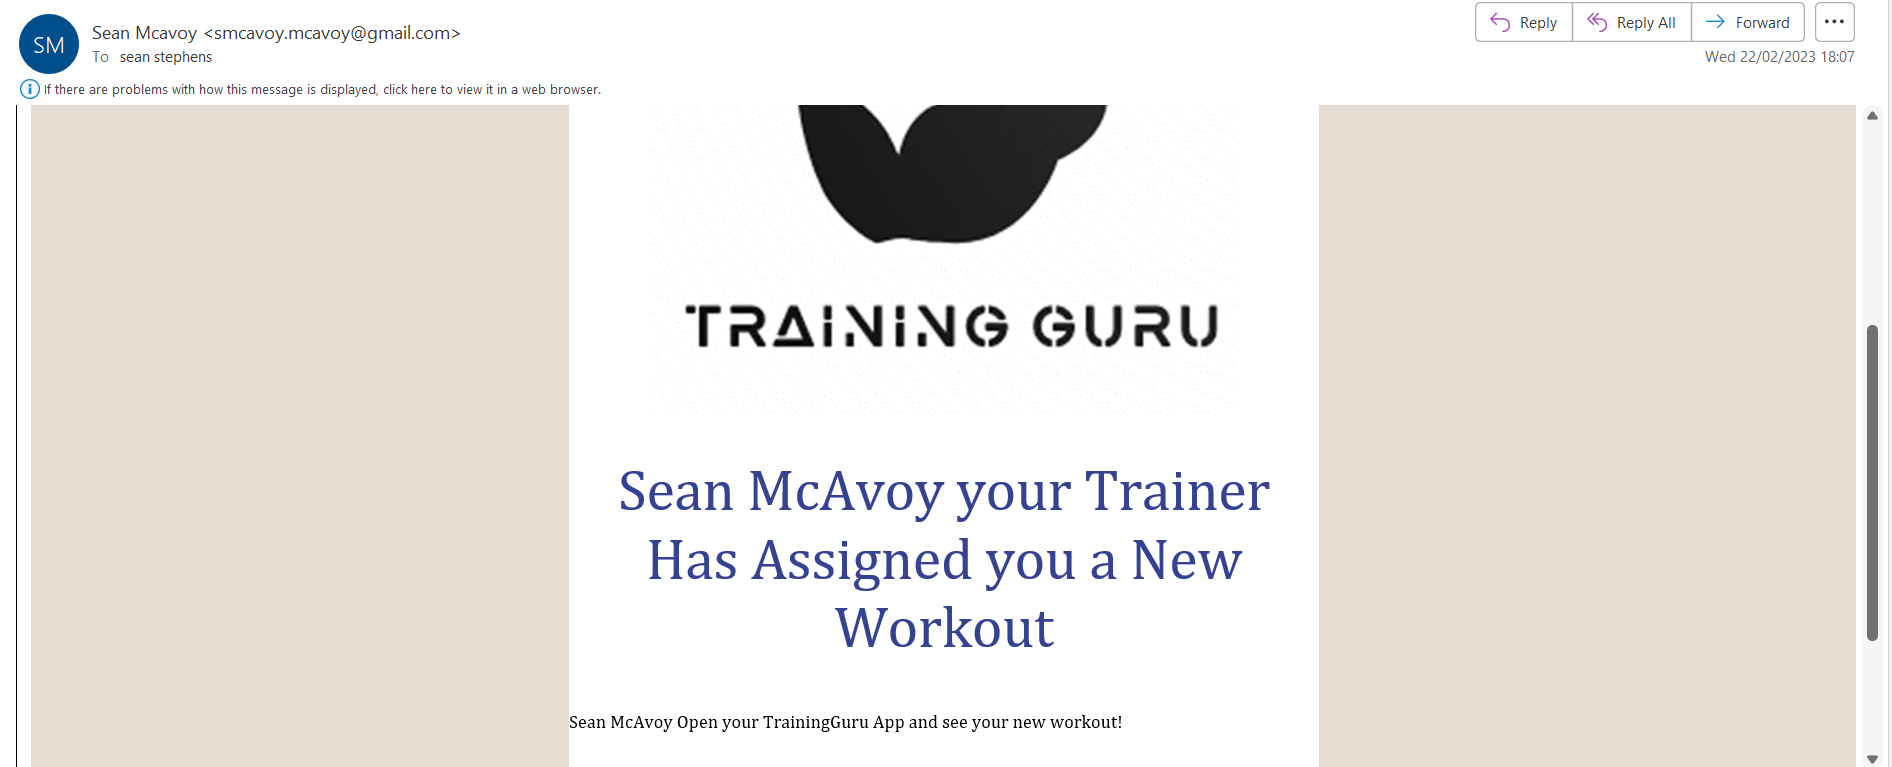 SM
Sean Mcavoy <smcavoy.mcavoy@gmail.com>
To sean stephens
Reply
Reply All
Forward
Wed 22/02/2023 18:07
If there are problems with how this message is displayed, click here to view it in a web browser.
TRAINING GURU
Sean McAvoy your Trainer
Has Assigned you a New
Workout
Sean McAvoy Open your TrainingGuru App and see your new workout!